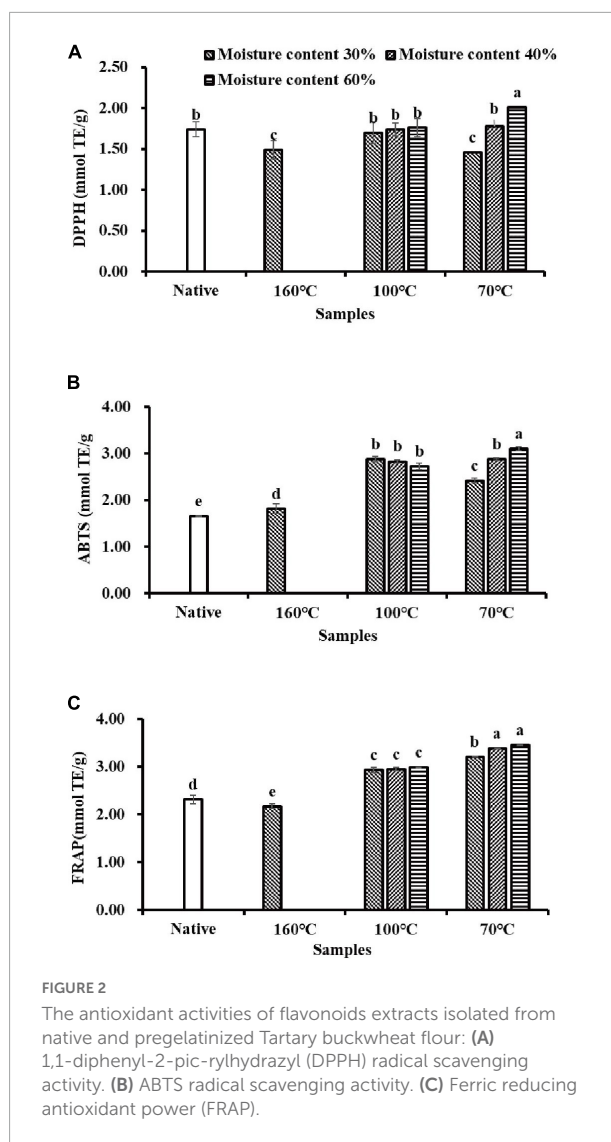 A
Moisture content 30% Moisture content 40%
Moisture content 60%
2.50
2.00
1.50
1.00
0.50
0.00
DPPH (mmol TE/g)
b c b b b c b a
Native 160°C 100°C 70°C
Samples
B
4.00
3.00
2.00
1.00
0.00
ABTS (mmol TE/g)
e d b b b c b a
Native 160°C 100°C 70°C
Samples
C
4.00
3.00
2.00
1.00
0.00
FRAP(mmol TE/g)
d e c c c b a a
Native 160°C 100°C 70°C
Samples
FIGURE 2
The antioxidant activities of flavonoids extracts isolated from
native and pregelatinized Tartary buckwheat flour: (A)
1,1-diphenyl-2-pic-rylhydrazyl (DPPH) radical scavenging
activity. (B) ABTS radical scavenging activity. (C) Ferric reducing
antioxidant power (FRAP).